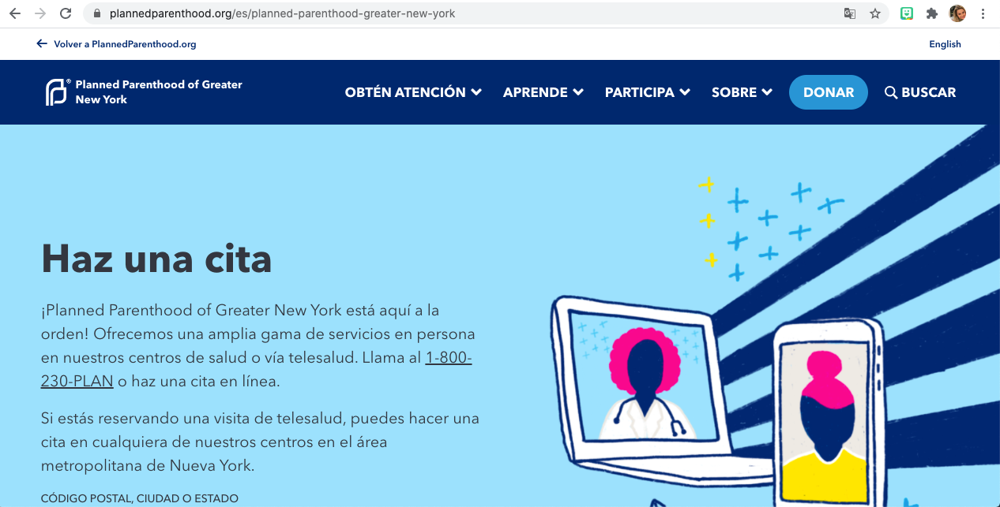 plannedparenthood.org/es/planned-parenthood-greater-new-york
Volver a PlannedParenthood.org
English
Planned Parenthood of Greater
New York
OBTÉN ATENCIÓN
APRENDE
PARTICIPA
SOBRE
DONAR
BUSCAR
Haz una cita
¡Planned Parenthood of Greater New York está aquí a la
orden! Ofrecemos una amplia gama de servicios en persona
en nuestros centros de salud o vía telesalud. Llama al 1-800-
230-PLAN o haz una cita en línea.
Si estás reservando una visita de telesalud, puedes hacer una
cita en cualquiera de nuestros centros en el área
metropolitana de Nueva York.
CÓDIGO POSTAL, CIUDAD O ESTADO